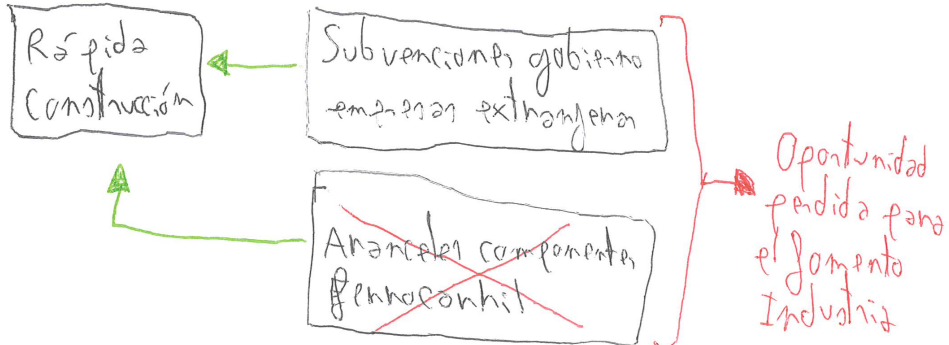 Rápida
Construcción
Subvenciones gobierno
empresas extranjeras
Aranceles componentes
ferrocarril
Oportunidad
perdida para
el fomento
Industria